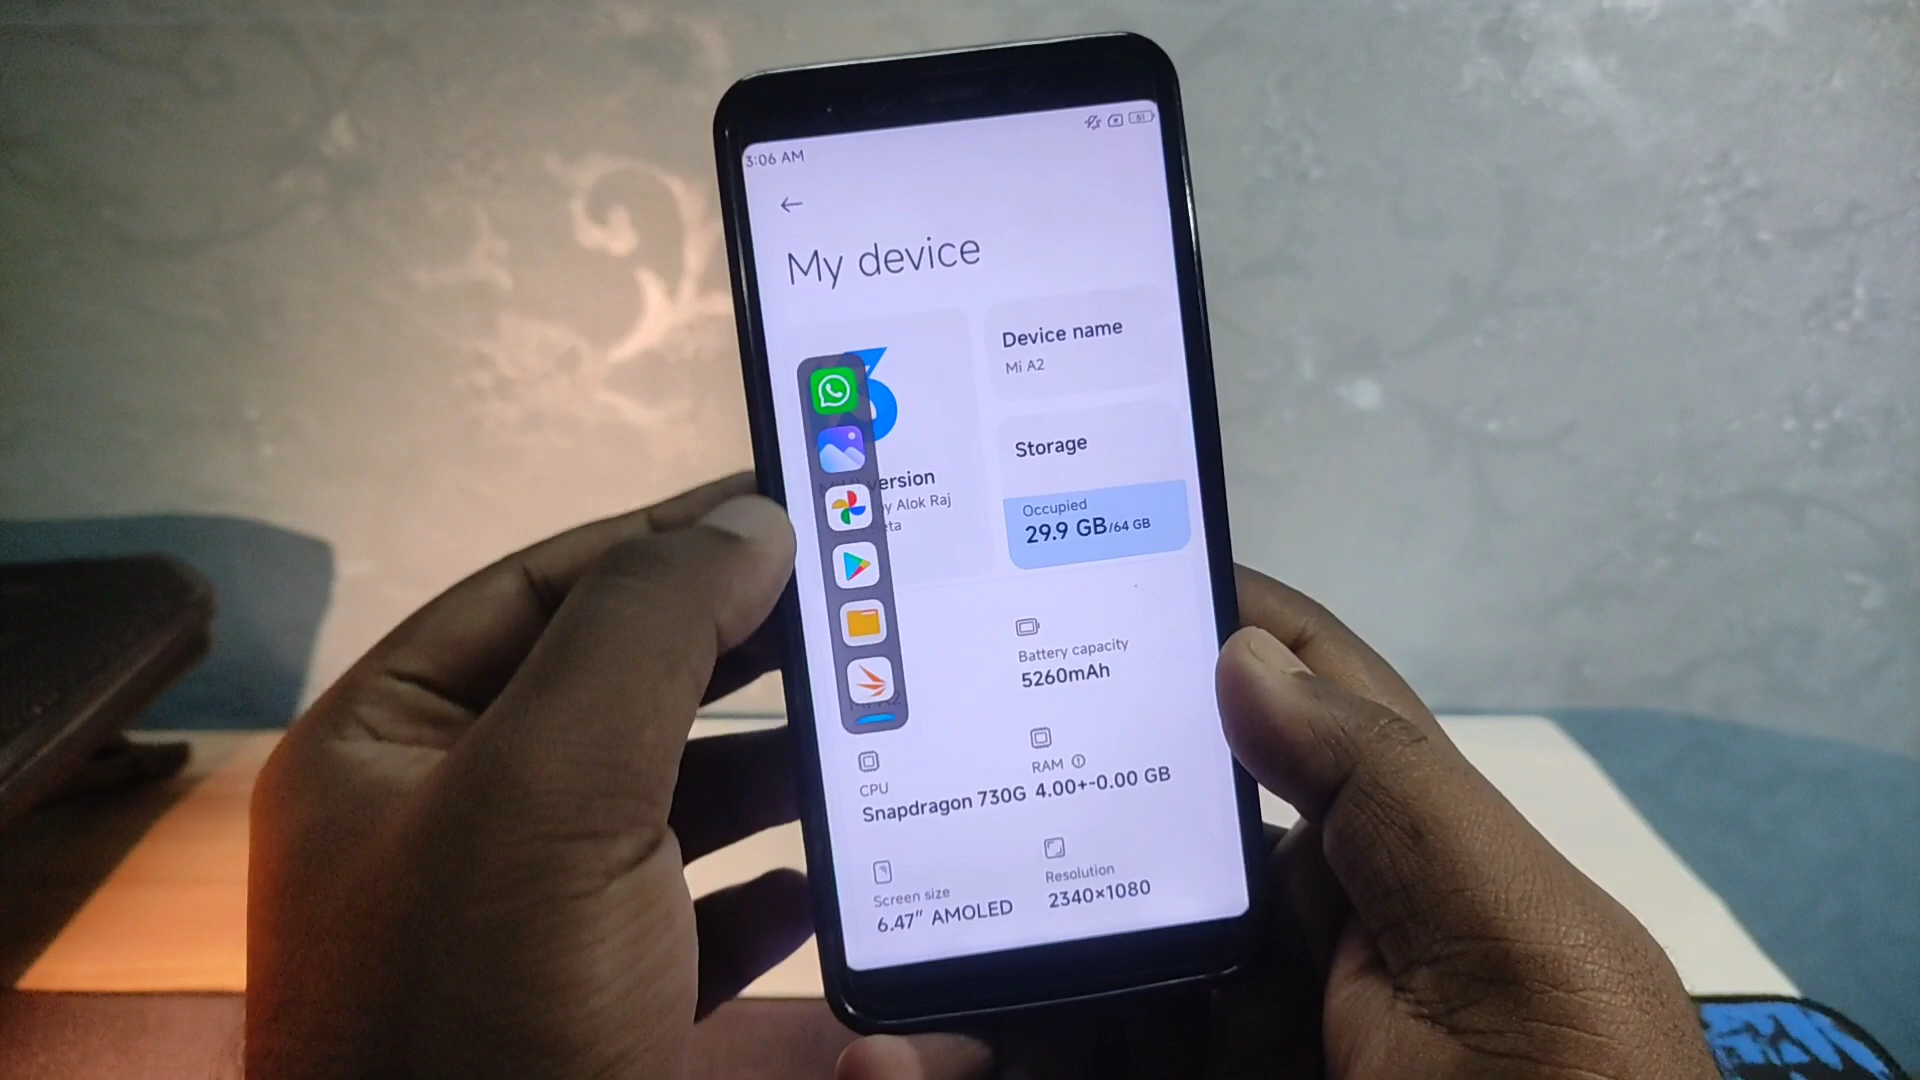 3:06 AM
61
My device
Device name
Mi A2
ersion
y Alok Raj
eta
Storage
Occupied
29.9 GB/64 GB
Battery capacity
5260mAh
CPU
Snapdragon 730G
RAM
4.00+-0.00 GB
Screen size
6.47" AMOLED
Resolution
2340×1080